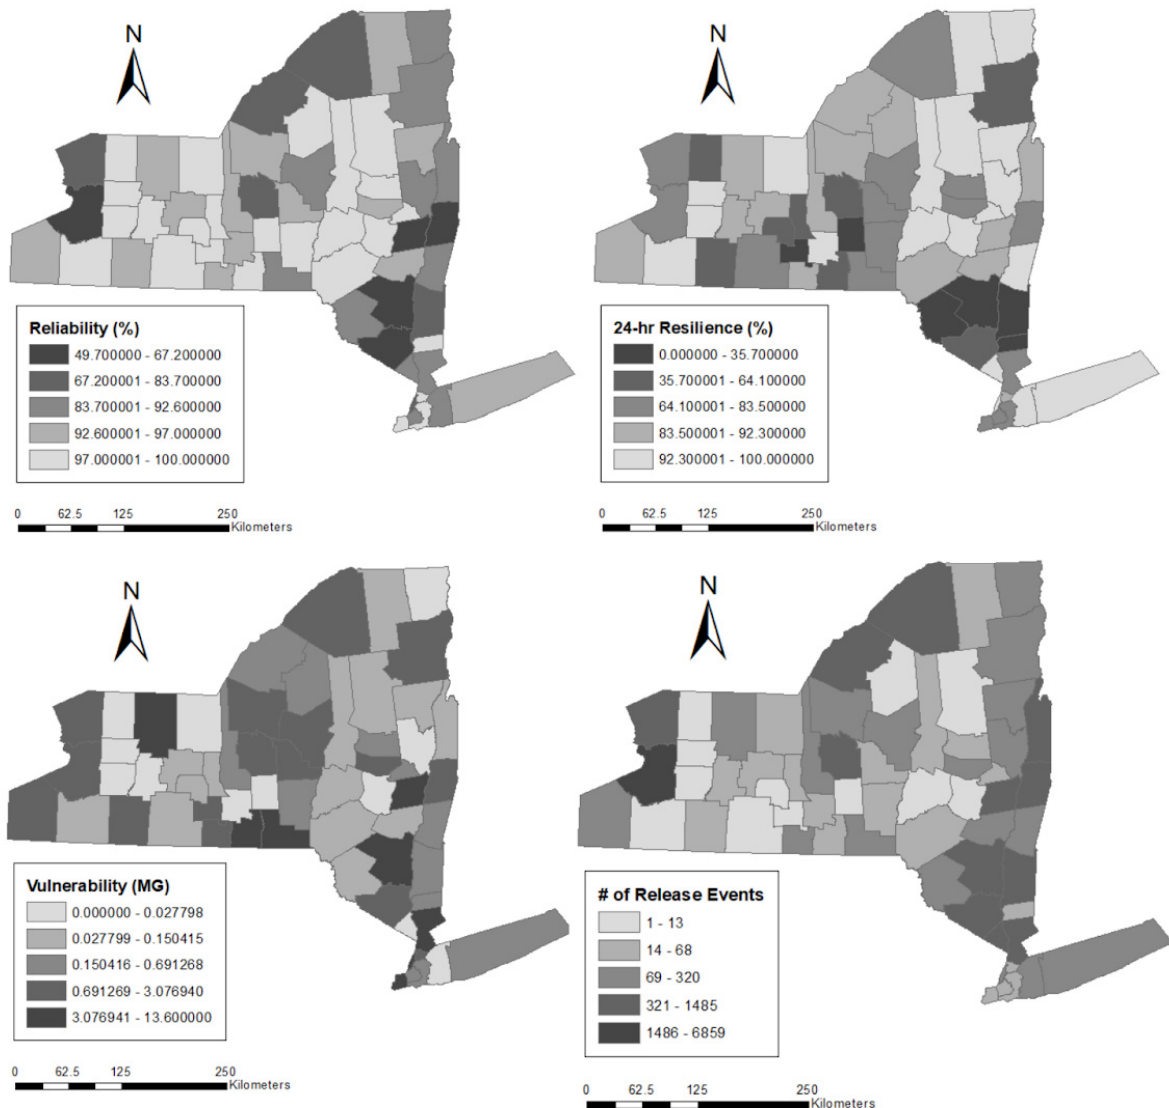 N
Reliability (%)
49.700000 - 67.200000
67.200001 - 83.700000
83.700001 - 92.600000
92.600001 - 97.000000
97.000001 - 100.000000
0 62.5 125 250
Kilometers
N
24-hr Resilience (%)
0.000000 - 35.700000
35.700001 - 64.100000
64.100001 - 83.500000
83.500001 - 92.300000
92.300001 - 100.000000
0 62.5 125 250
Kilometers
N
Vulnerability (MG)
0.000000 - 0.027798
0.027799 - 0.150415
0.150416 - 0.691268
0.691269 - 3.076940
3.076941 - 13.600000
0 62.5 125 250
Kilometers
N
# of Release Events
1 - 13
14 - 68
69 - 320
321 - 1485
1486 - 6859
0 62.5 125 250
Kilometers